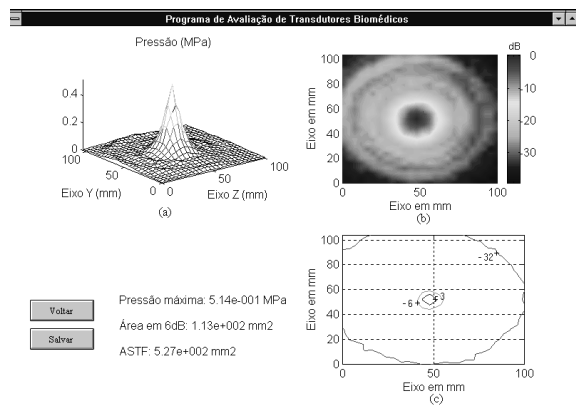 Programa de Avaliação de Transdutores Biomédicos
Pressão (MPa)
0.4
0.2
0
100
50
0
0
50
100
Eixo Y (mm)
Eixo Z (mm)
(a)
dB
0
-10
-20
-30
100
80
60
40
20
0
Eixo em mm
0
50
100
Eixo em mm
(b)
100
80
60
40
20
0
Eixo em mm
-32
-6
-3
0
50
100
Eixo em mm
(c)
Voltar
Salvar
Pressão máxima: 5.14e-001 MPa
Área em 6dB: 1.13e+002 mm2
ASTF: 5.27e+002 mm2